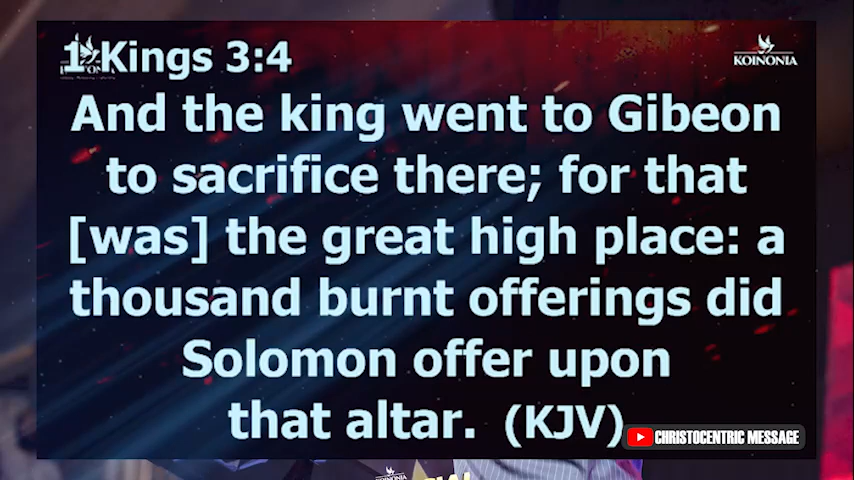 1 Kings 3:4
KOINONIA
And the king went to Gibeon
to sacrifice there; for that
[was] the great high place: a
thousand burnt offerings did
Solomon offer upon
that altar. (KJV)
CHRISTOCENTRIC MESSAGE
KOINONIA